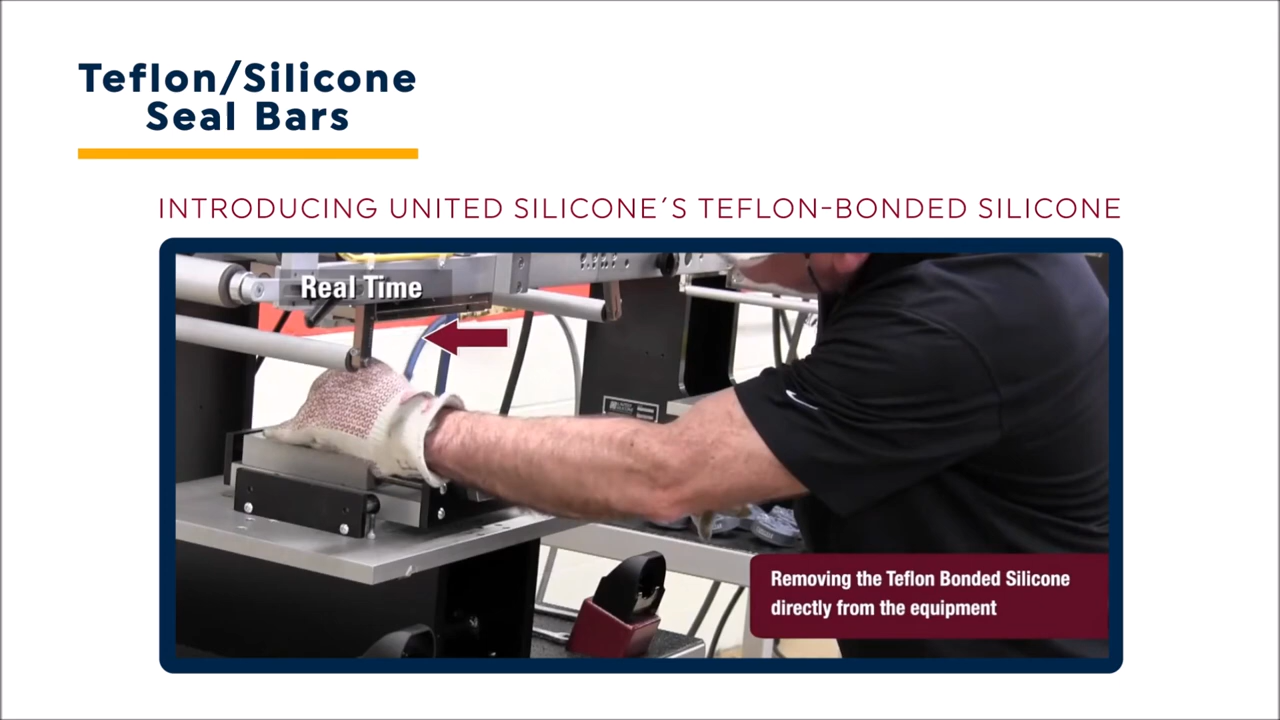 Teflon/Silicone
Seal Bars
INTRODUCING UNITED SILICONE'S TEFLON-BONDED SILICONE
Real Time
Removing the Teflon Bonded Silicone
directly from the equipment